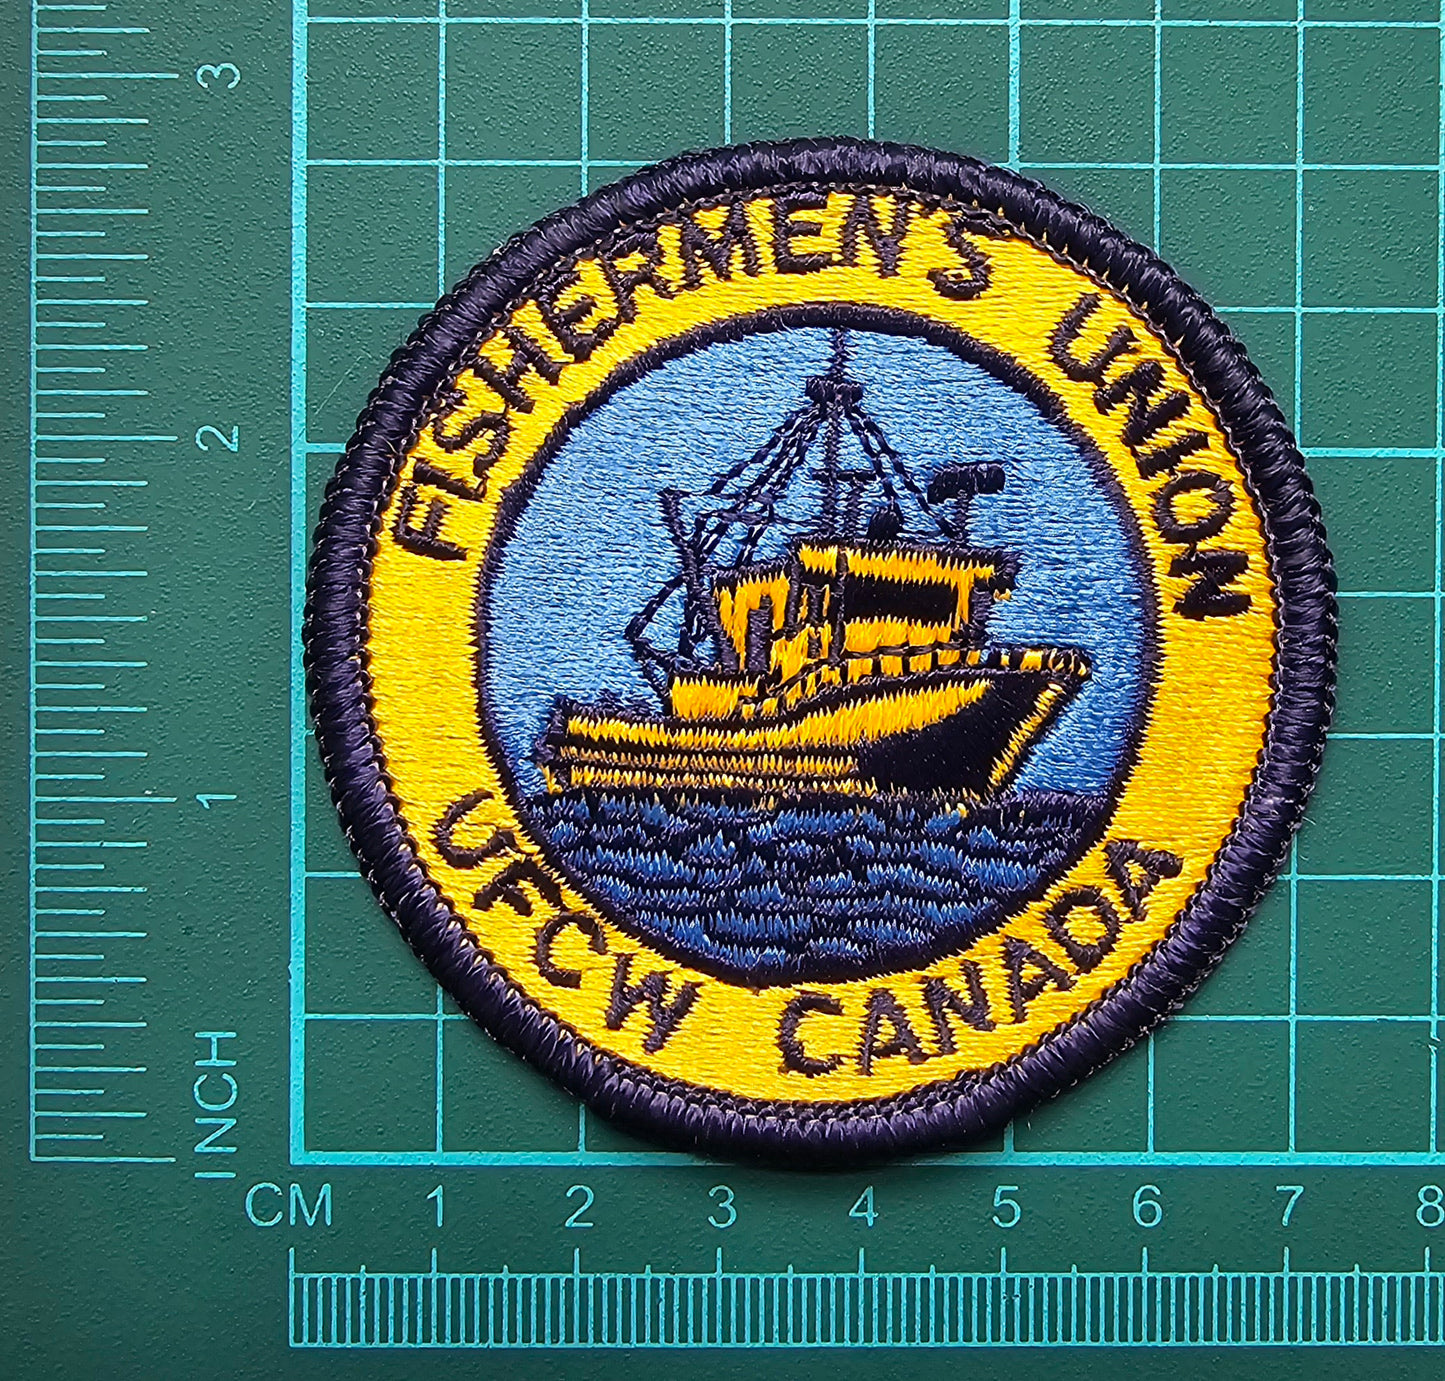 FISHERMEN'S UNION
UFCW CANADA
3
2
1
INCH
CM 1 2 3 4 5 6 7 8